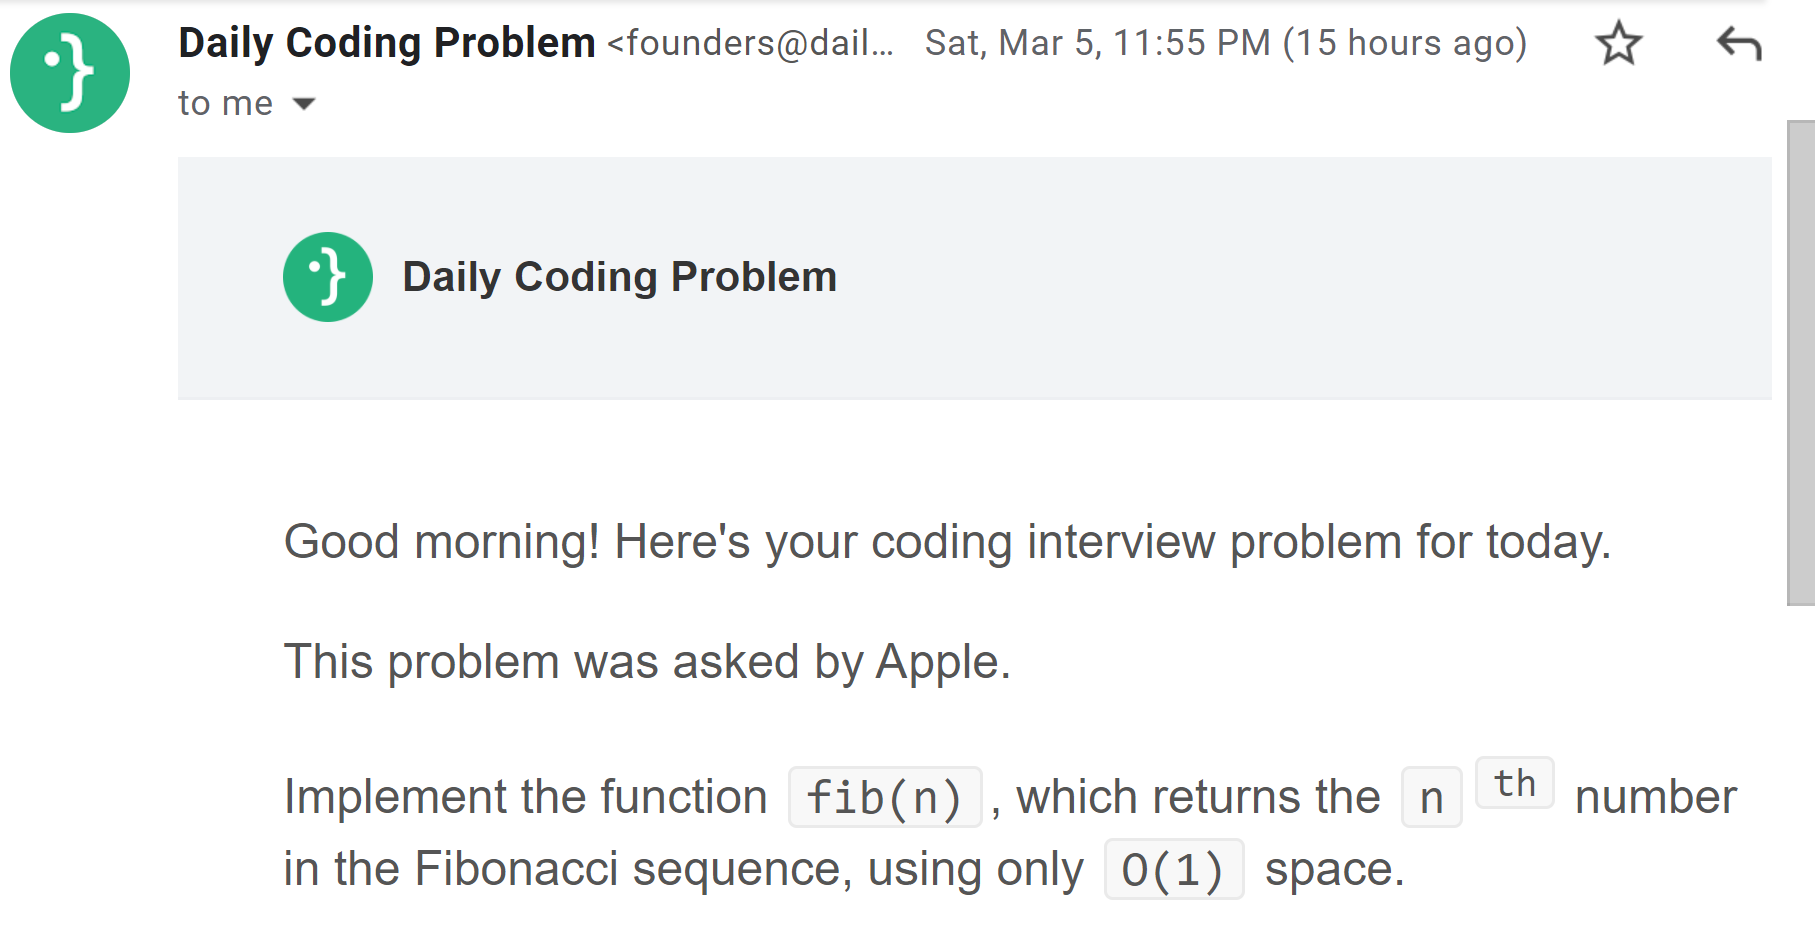 Daily Coding Problem <founders@dail... Sat, Mar 5, 11:55 PM (15 hours ago)
to me
Daily Coding Problem
Good morning! Here's your coding interview problem for today.
This problem was asked by Apple.
Implement the function fib(n), which returns the n th number
in the Fibonacci sequence, using only O(1) space.